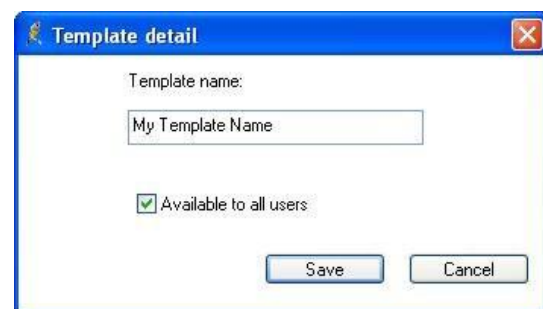 Template detail
Template name:
My Template Name
Available to all users
Save Cancel